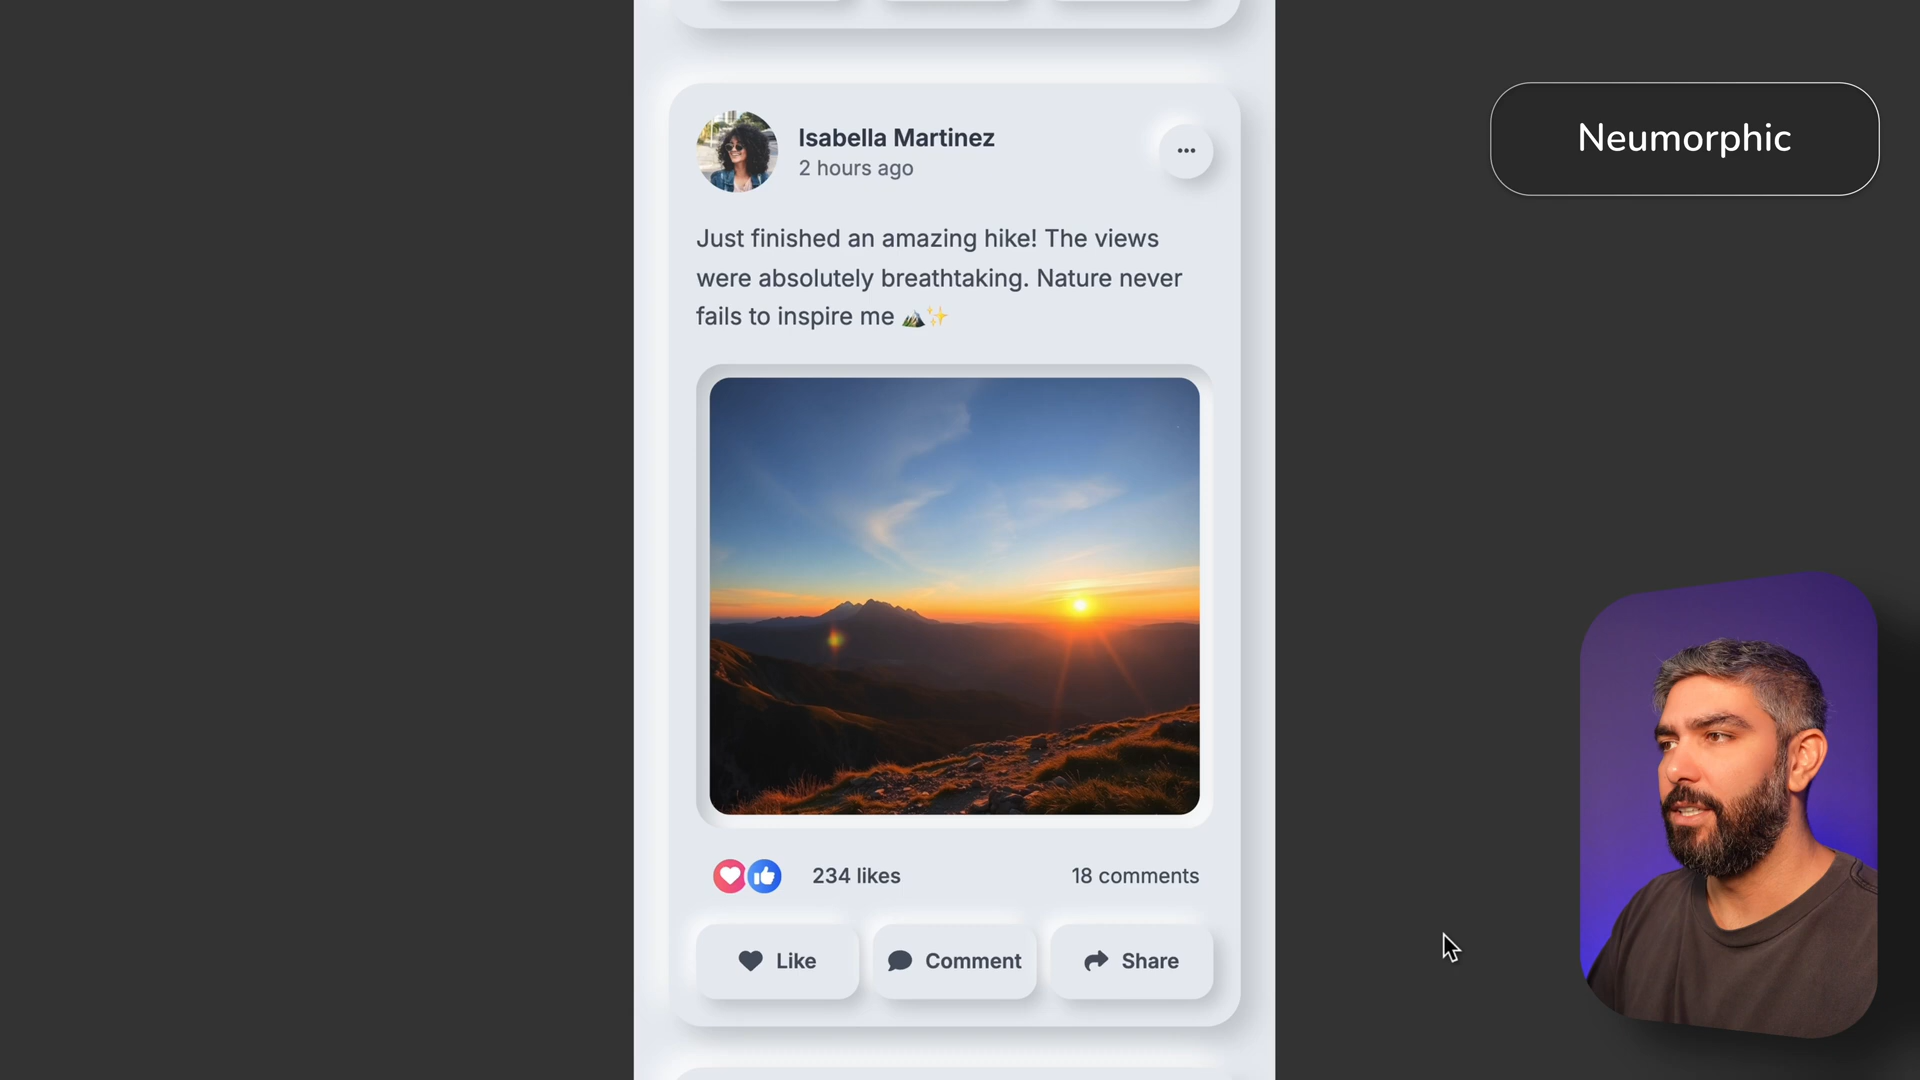 Neumorphic
Isabella Martinez
2 hours ago
Just finished an amazing hike! The views
were absolutely breathtaking. Nature never
fails to inspire me ⛰️✨
234 likes
18 comments
Like
Comment
Share